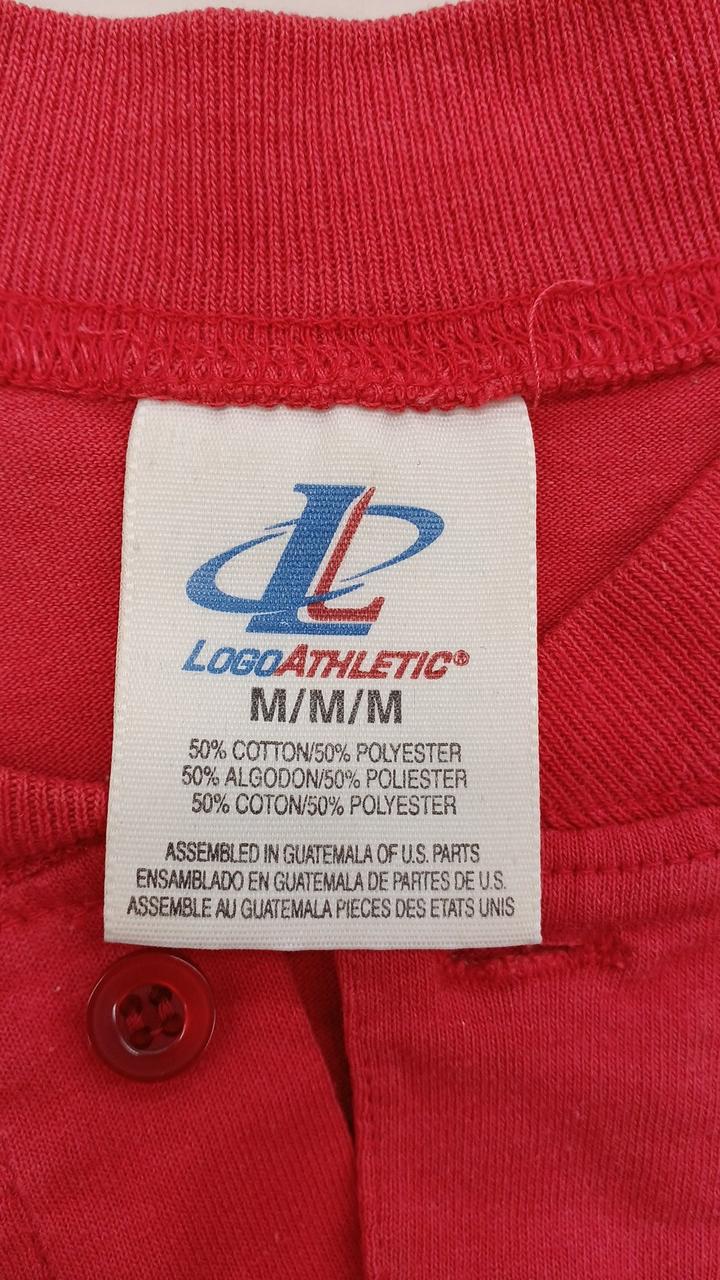 LOGOATHLETIC®
M/M/M
50% COTTON/50% POLYESTER
50% ALGODON/50% POLIESTER
50% COTON/50% POLYESTER
ASSEMBLED IN GUATEMALA OF U.S. PARTS
ENSAMBLADO EN GUATEMALA DE PARTES DE U.S.
ASSEMBLE AU GUATEMALA PIECES DES ETATS UNIS